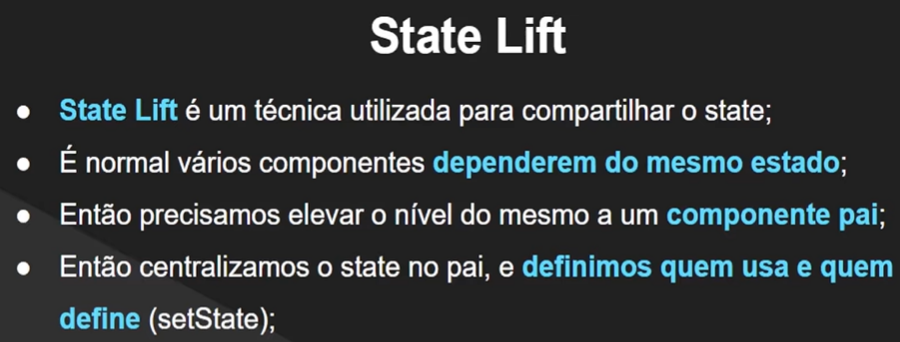 State Lift
● State Lift é um técnica utilizada para compartilhar o state;
● É normal vários componentes dependerem do mesmo estado;
● Então precisamos elevar o nível do mesmo a um componente pai;
● Então centralizamos o state no pai, e definimos quem usa e quem
define (setState);